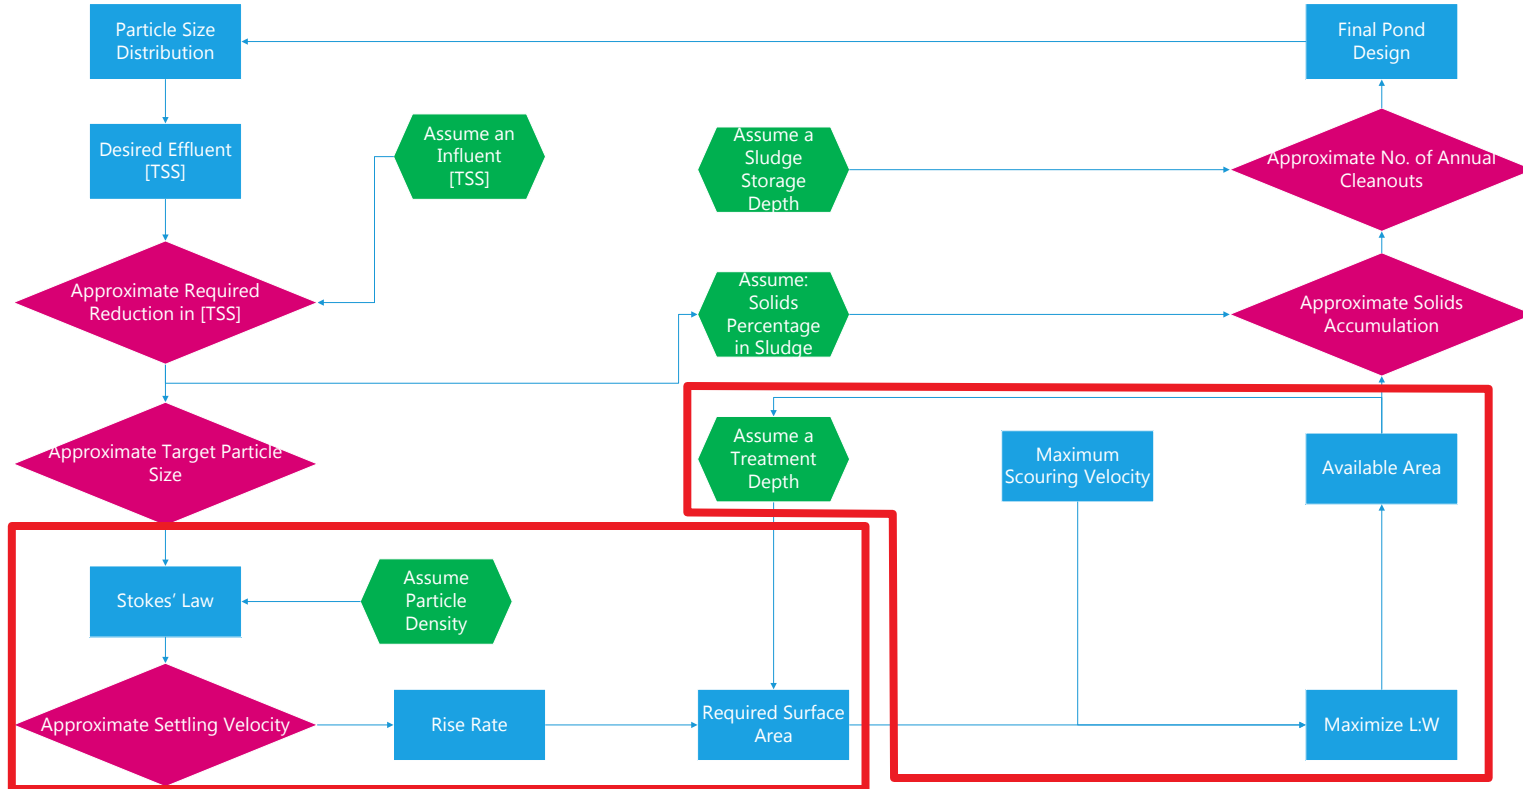 Particle Size
Distribution
Final Pond
Design
Desired Effluent
[TSS]
Assume an
Influent
[TSS]
Assume a
Sludge
Storage
Depth
Approximate No. of Annual
Cleanouts
Approximate Required
Reduction in [TSS]
Assume:
Solids
Percentage
in Sludge
Approximate Solids
Accumulation
Approximate Target Particle
Size
Assume a
Treatment
Depth
Maximum
Scouring Velocity
Available Area
Stokes’ Law
Assume
Particle
Density
Approximate Settling Velocity
Rise Rate
Required Surface
Area
Maximize L:W